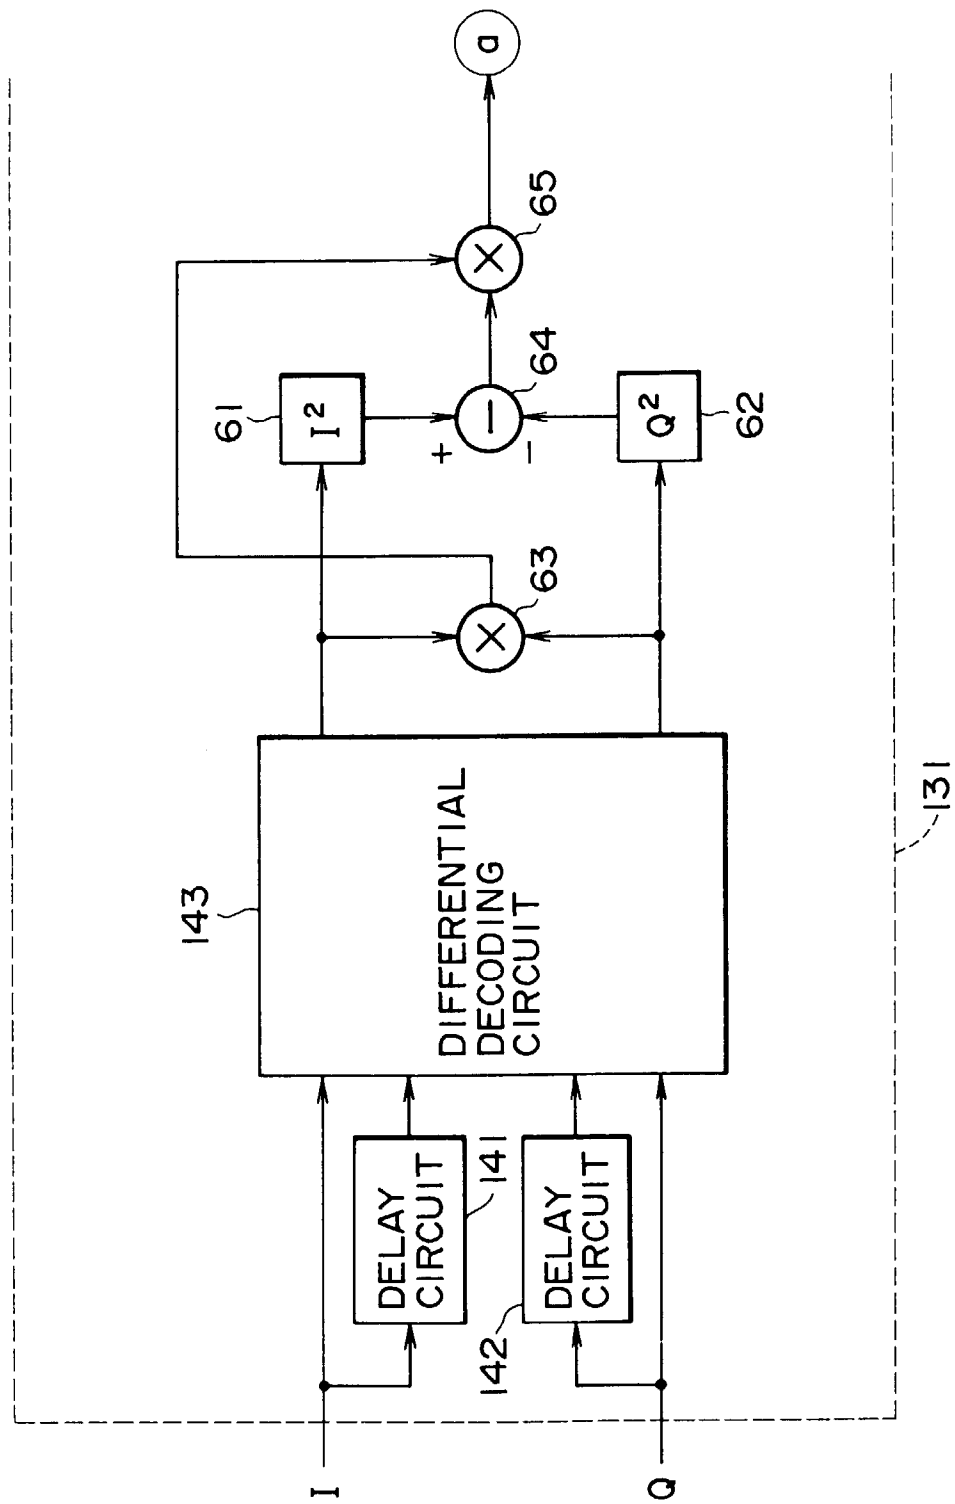 I
Q
DELAY
CIRCUIT
141
DELAY
CIRCUIT
142
DIFFERENTIAL
DECODING
CIRCUIT
143
×
63
I²
61
Q²
62
+
−
−
64
×
65
a
131